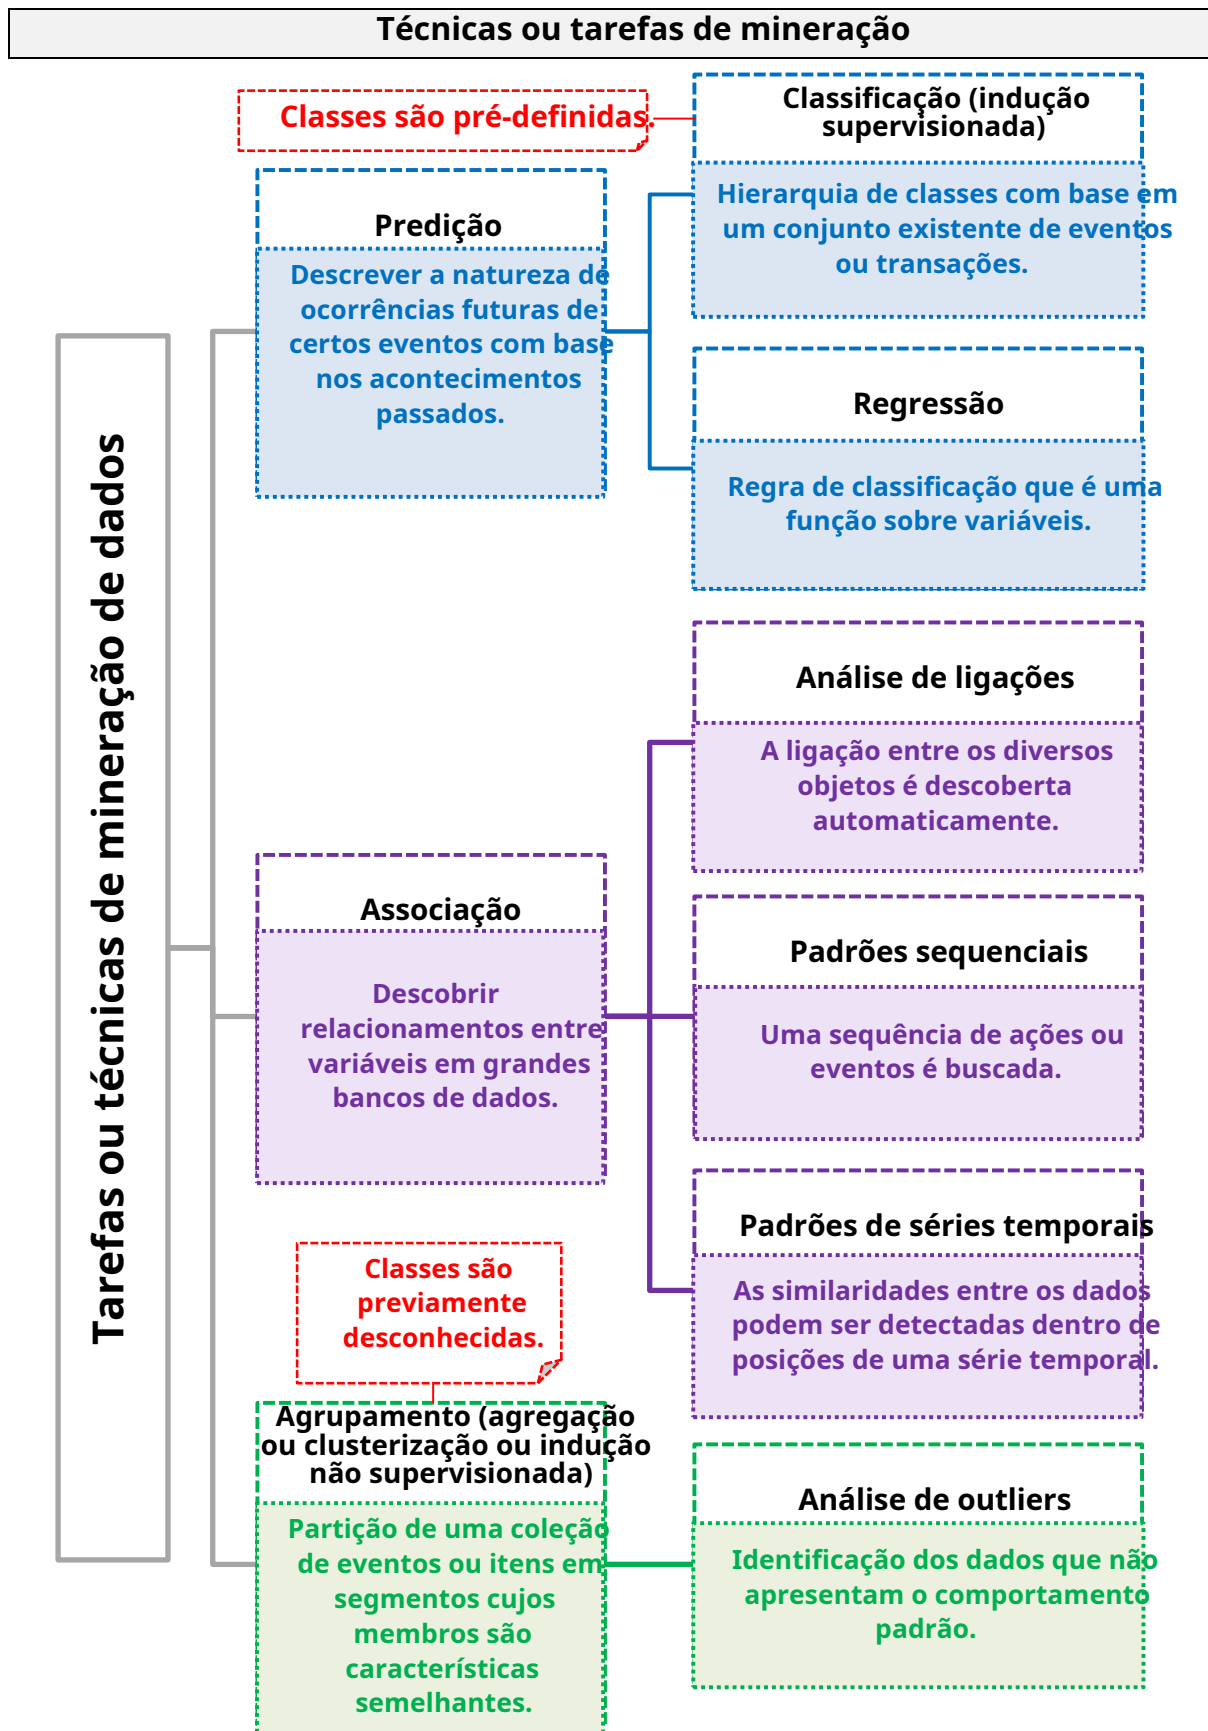 Técnicas ou tarefas de mineração
Tarefas ou técnicas de mineração de dados
Predição
Descrever a natureza de
ocorrências futuras de
certos eventos com base
nos acontecimentos
passados.
Classes são pré-definidas.
Classificação (indução
supervisionada)
Hierarquia de classes com base em
um conjunto existente de eventos
ou transações.
Regressão
Regra de classificação que é uma
função sobre variáveis.
Associação
Descobrir
relacionamentos entre
variáveis em grandes
bancos de dados.
Análise de ligações
A ligação entre os diversos
objetos é descoberta
automaticamente.
Padrões sequenciais
Uma sequência de ações ou
eventos é buscada.
Padrões de séries temporais
As similaridades entre os dados
podem ser detectadas dentro de
posições de uma série temporal.
Classes são
previamente
desconhecidas.
Agrupamento (agregação
ou clusterização ou indução
não supervisionada)
Partição de uma coleção
de eventos ou itens em
segmentos cujos
membros são
características
semelhantes.
Análise de outliers
Identificação dos dados que não
apresentam o comportamento
padrão.